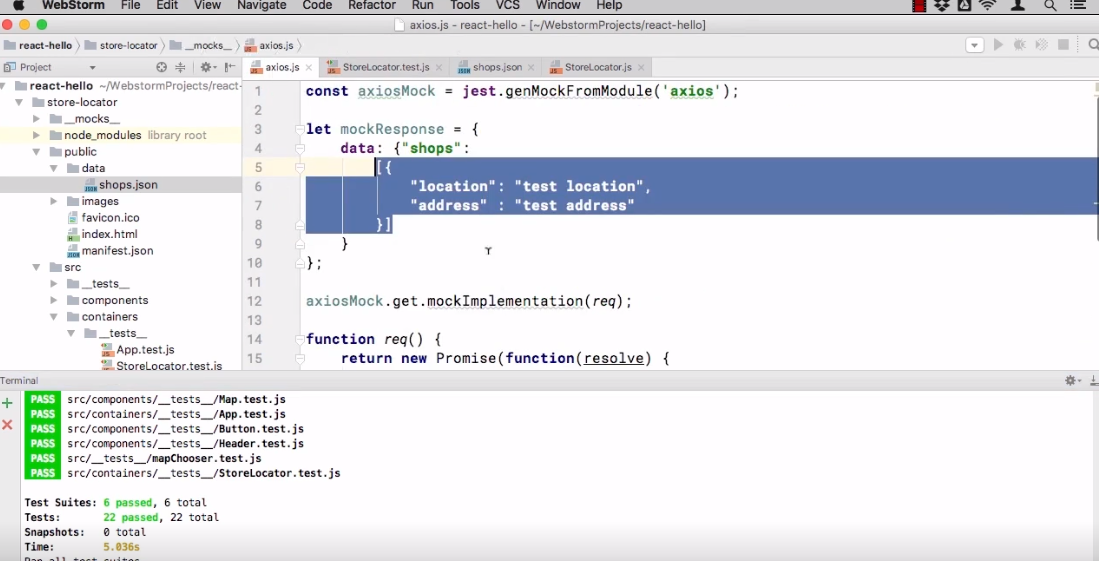 WebStorm File Edit View Navigate Code Refactor Run Tools VCS Window Help
axios.js - react-hello - [~/WebstormProjects/react-hello]
react-hello store-locator __mocks__ axios.js
Project axios.js StoreLocator.test.js shops.json StoreLocator.js
react-hello ~/WebstormProjects/react-
store-locator
__mocks__
node_modules library root
public
data
shops.json
images
favicon.ico
index.html
manifest.json
src
__tests__
components
containers
__tests__
App.test.js
StoreLocator.test.js
1 const axiosMock = jest.genMockFromModule('axios');
2
3 let mockResponse = {
4 data: {"shops":
5 [{
6 "location": "test location",
7 "address" : "test address"
8 }]
9 }
10 };
11
12 axiosMock.get.mockImplementation(req);
13
14 function req() {
15 return new Promise(function(resolve) {
Terminal
PASS src/components/__tests__/Map.test.js
PASS src/containers/__tests__/App.test.js
PASS src/components/__tests__/Button.test.js
PASS src/components/__tests__/Header.test.js
PASS src/__tests__/mapChooser.test.js
PASS src/containers/__tests__/StoreLocator.test.js
Test Suites: 6 passed, 6 total
Tests: 22 passed, 22 total
Snapshots: 0 total
Time: 5.036s
Ran all test suites